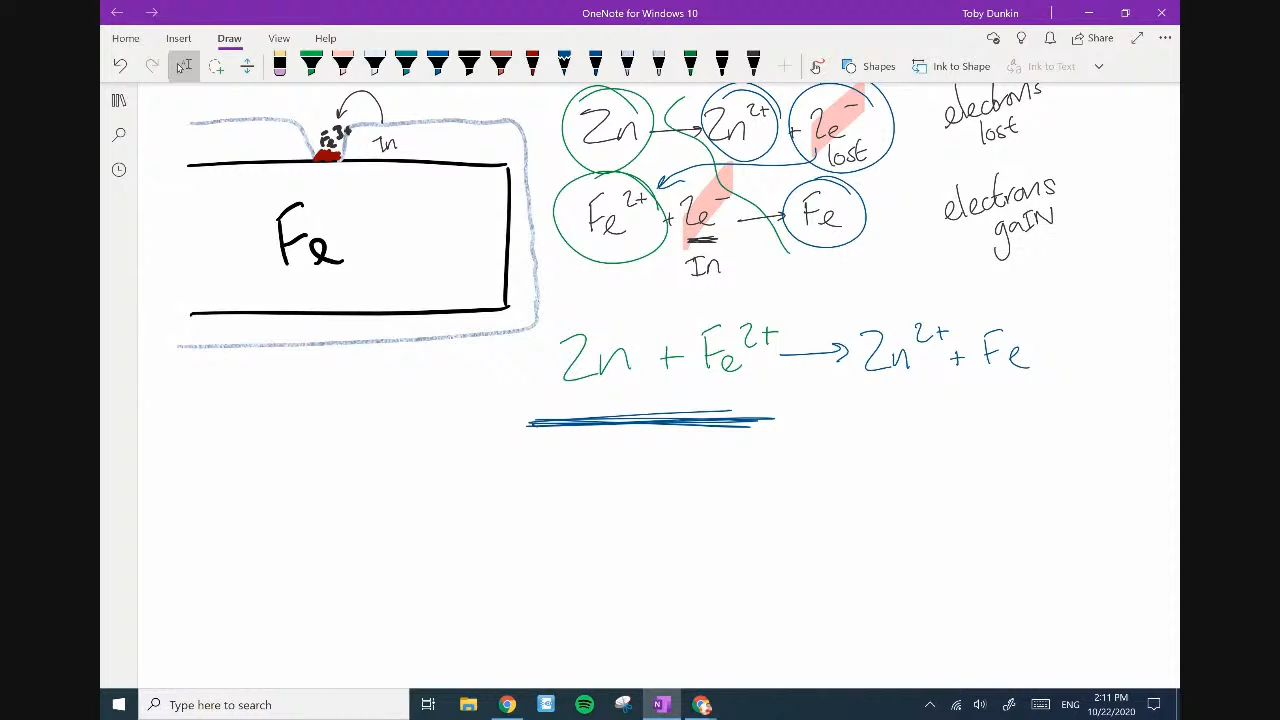 OneNote for Windows 10
Toby Dunkin
Home Insert Draw View Help
Share
Shapes Ink to Shape Ink to Text
Zn → Zn²⁺ + 2e⁻
lost
electrons
lost
Fe³⁺
Zn
Fe
Fe²⁺ + 2e⁻ → Fe
In
electrons
gaIN
Zn + Fe²⁺ → Zn²⁺ + Fe
Type here to search
ENG
2:11 PM
10/22/2020